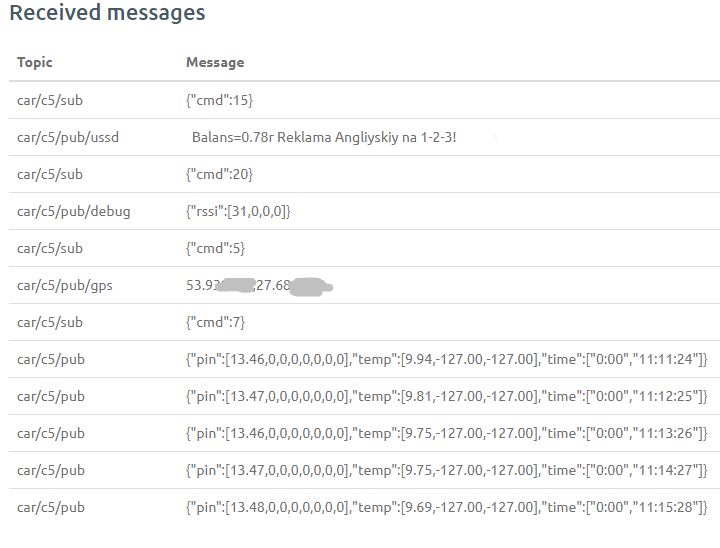 Received messages
Topic Message
car/c5/sub {"cmd":15}
car/c5/pub/ussd Balans=0.78r Reklama Angliyskiy na 1-2-3!
car/c5/sub {"cmd":20}
car/c5/pub/debug {"rssi":[31,0,0,0]}
car/c5/sub {"cmd":5}
car/c5/pub/gps 53.93 27.68
car/c5/sub {"cmd":7}
car/c5/pub {"pin":[13.46,0,0,0,0,0,0,0],"temp":[9.94,-127.00,-127.00],"time":["0:00","11:11:24"]}
car/c5/pub {"pin":[13.47,0,0,0,0,0,0,0],"temp":[9.81,-127.00,-127.00],"time":["0:00","11:12:25"]}
car/c5/pub {"pin":[13.46,0,0,0,0,0,0,0],"temp":[9.75,-127.00,-127.00],"time":["0:00","11:13:26"]}
car/c5/pub {"pin":[13.47,0,0,0,0,0,0,0],"temp":[9.75,-127.00,-127.00],"time":["0:00","11:14:27"]}
car/c5/pub {"pin":[13.48,0,0,0,0,0,0,0],"temp":[9.69,-127.00,-127.00],"time":["0:00","11:15:28"]}